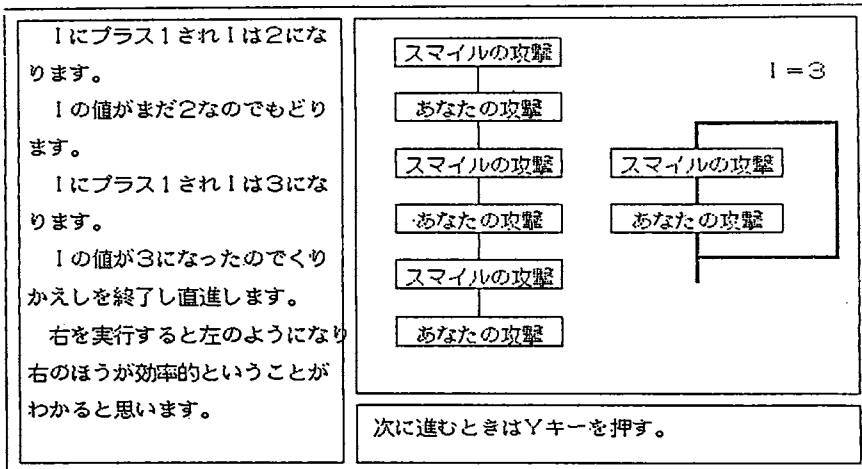 Iにプラス1されIは2にな
ります。
Iの値がまだ2なのでもどり
ます。
Iにプラス1されIは3にな
ります。
Iの値が3になったのでくり
かえしを終了し直進します。
右を実行すると左のようになり
右のほうが効率的ということが
わかると思います。
スマイルの攻撃
あなたの攻撃
スマイルの攻撃
あなたの攻撃
スマイルの攻撃
あなたの攻撃
I=3
スマイルの攻撃
あなたの攻撃
次に進むときはYキーを押す。